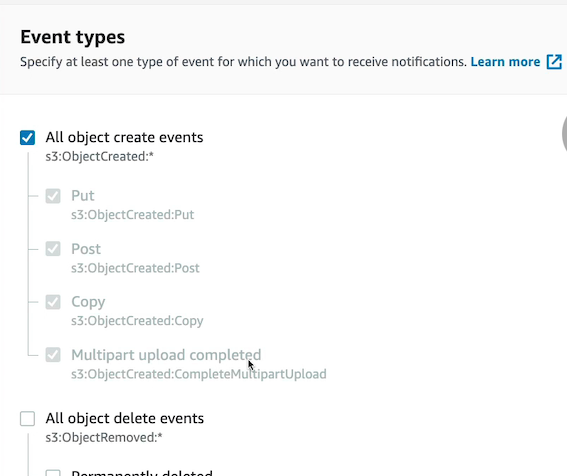 Event types
Specify at least one type of event for which you want to receive notifications. Learn more
All object create events
s3:ObjectCreated:*
Put
s3:ObjectCreated:Put
Post
s3:ObjectCreated:Post
Copy
s3:ObjectCreated:Copy
Multipart upload completed
s3:ObjectCreated:CompleteMultipartUpload
All object delete events
s3:ObjectRemoved:*
Permanently deleted